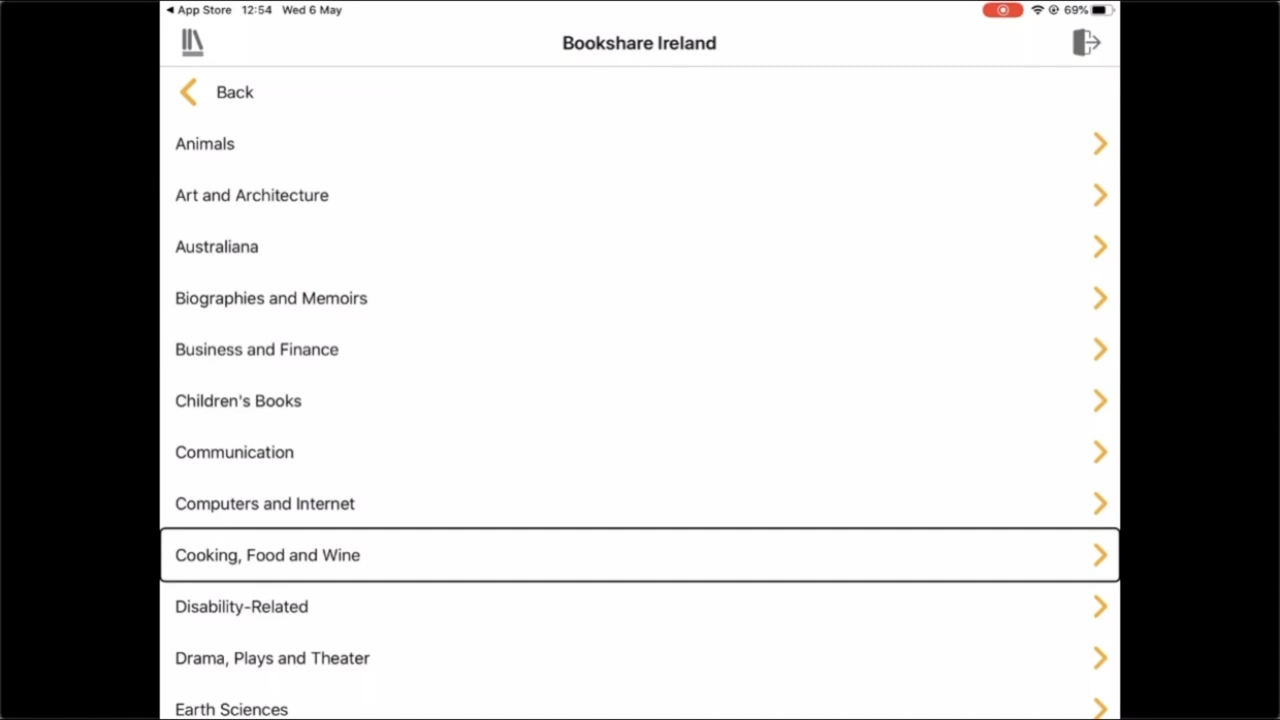 App Store 12:54 Wed 6 May 69%
Bookshare Ireland
Back
Animals
Art and Architecture
Australiana
Biographies and Memoirs
Business and Finance
Children's Books
Communication
Computers and Internet
Cooking, Food and Wine
Disability-Related
Drama, Plays and Theater
Earth Sciences